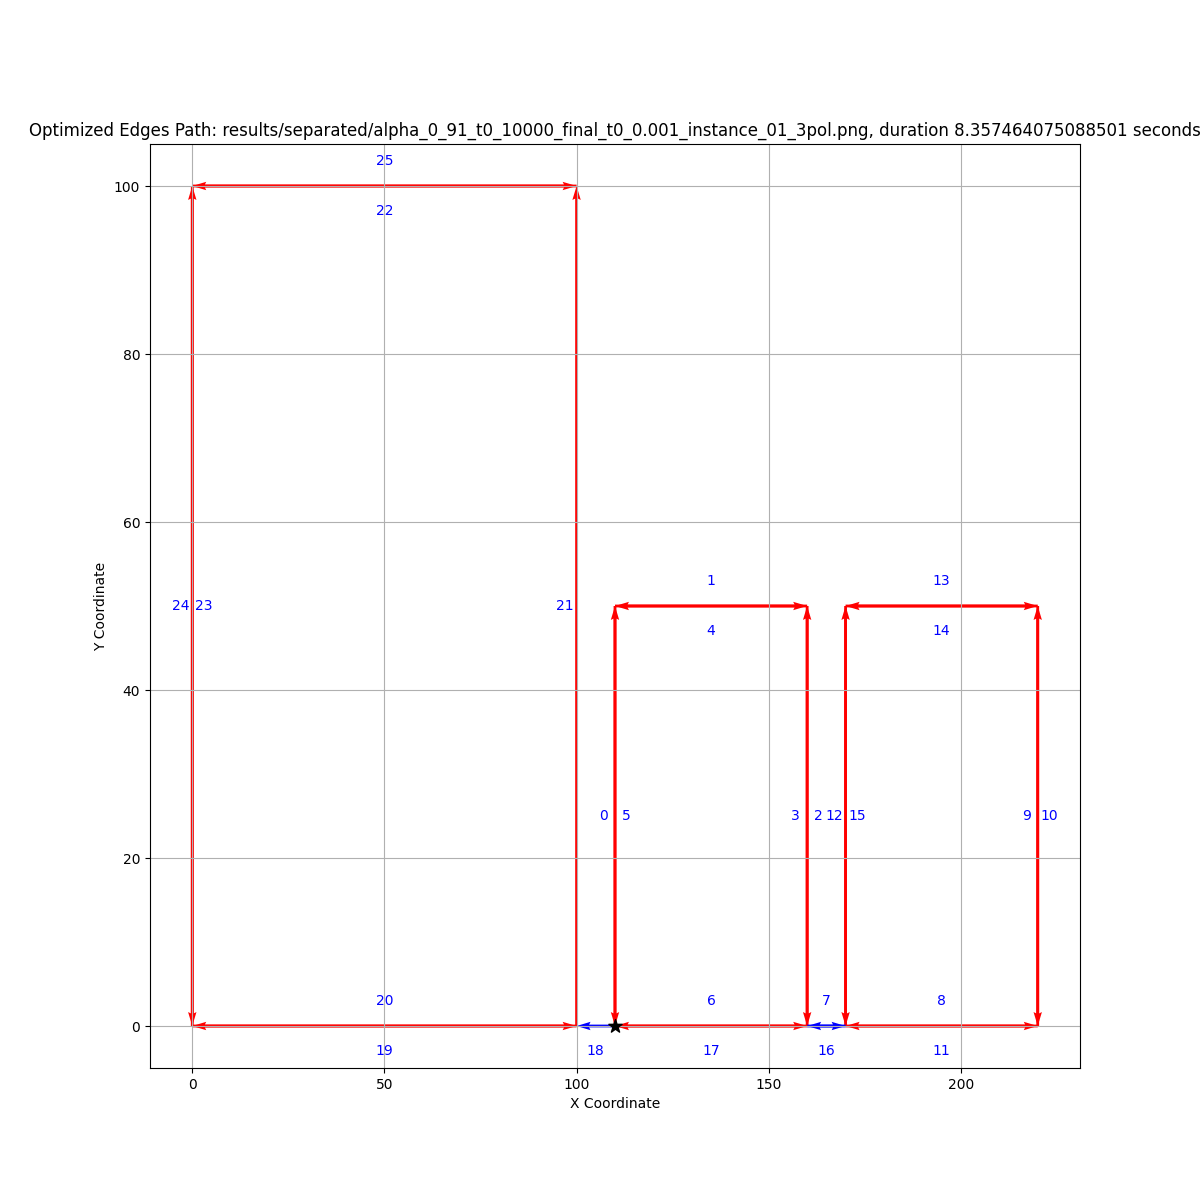 Optimized Edges Path: results/separated/alpha_0_91_t0_10000_final_t0_0.001_instance_01_3pol.png, duration 8.357464075088501 seconds
25
100
22
80
60
Y Coordinate
24 23 21
1 13
4 14
40
0 5 3 2 12 15 9 10
20
20 6 7 8
0
19 18 17 16 11
0 50 100 150 200
X Coordinate